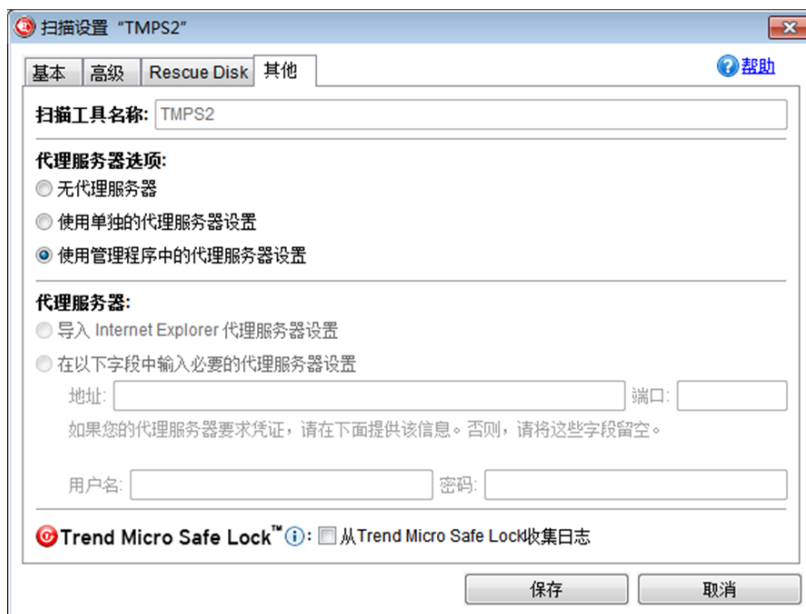 扫描设置 “TMPS2”
基本 高级 Rescue Disk 其他 帮助
扫描工具名称: TMPS2
代理服务器选项:
无代理服务器
使用单独的代理服务器设置
使用管理程序中的代理服务器设置
代理服务器:
导入 Internet Explorer 代理服务器设置
在以下字段中输入必要的代理服务器设置
地址: 端口:
如果您的代理服务器要求凭证，请在下面提供该信息。否则，请将这些字段留空。
用户名: 密码:
Trend Micro Safe Lock™ : 从Trend Micro Safe Lock收集日志
保存 取消